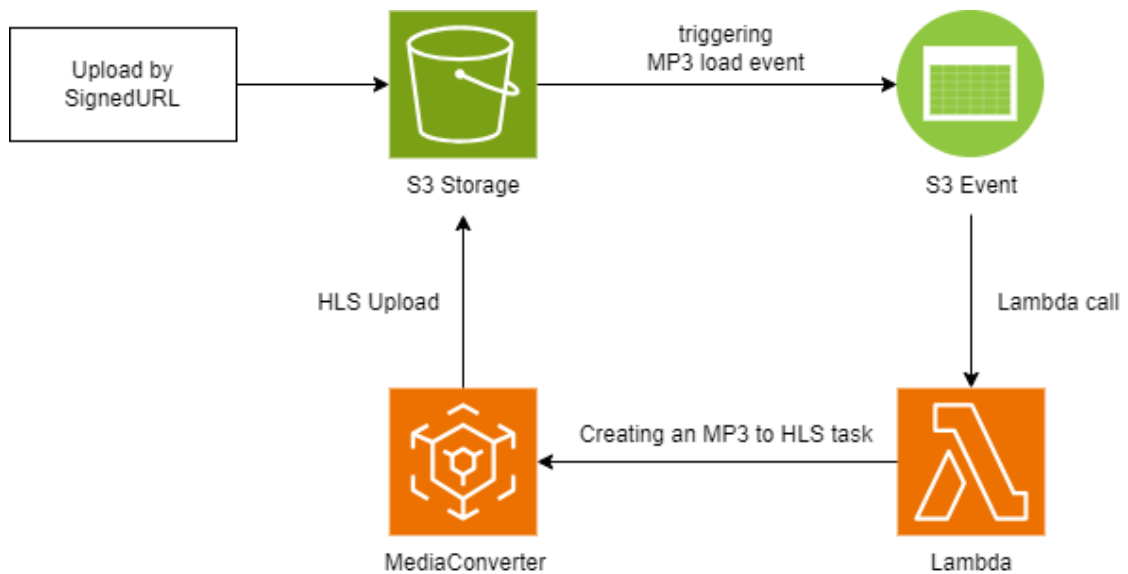 Upload by
SignedURL
triggering
MP3 load event
S3 Storage
S3 Event
HLS Upload
Lambda call
Creating an MP3 to HLS task
MediaConverter
Lambda